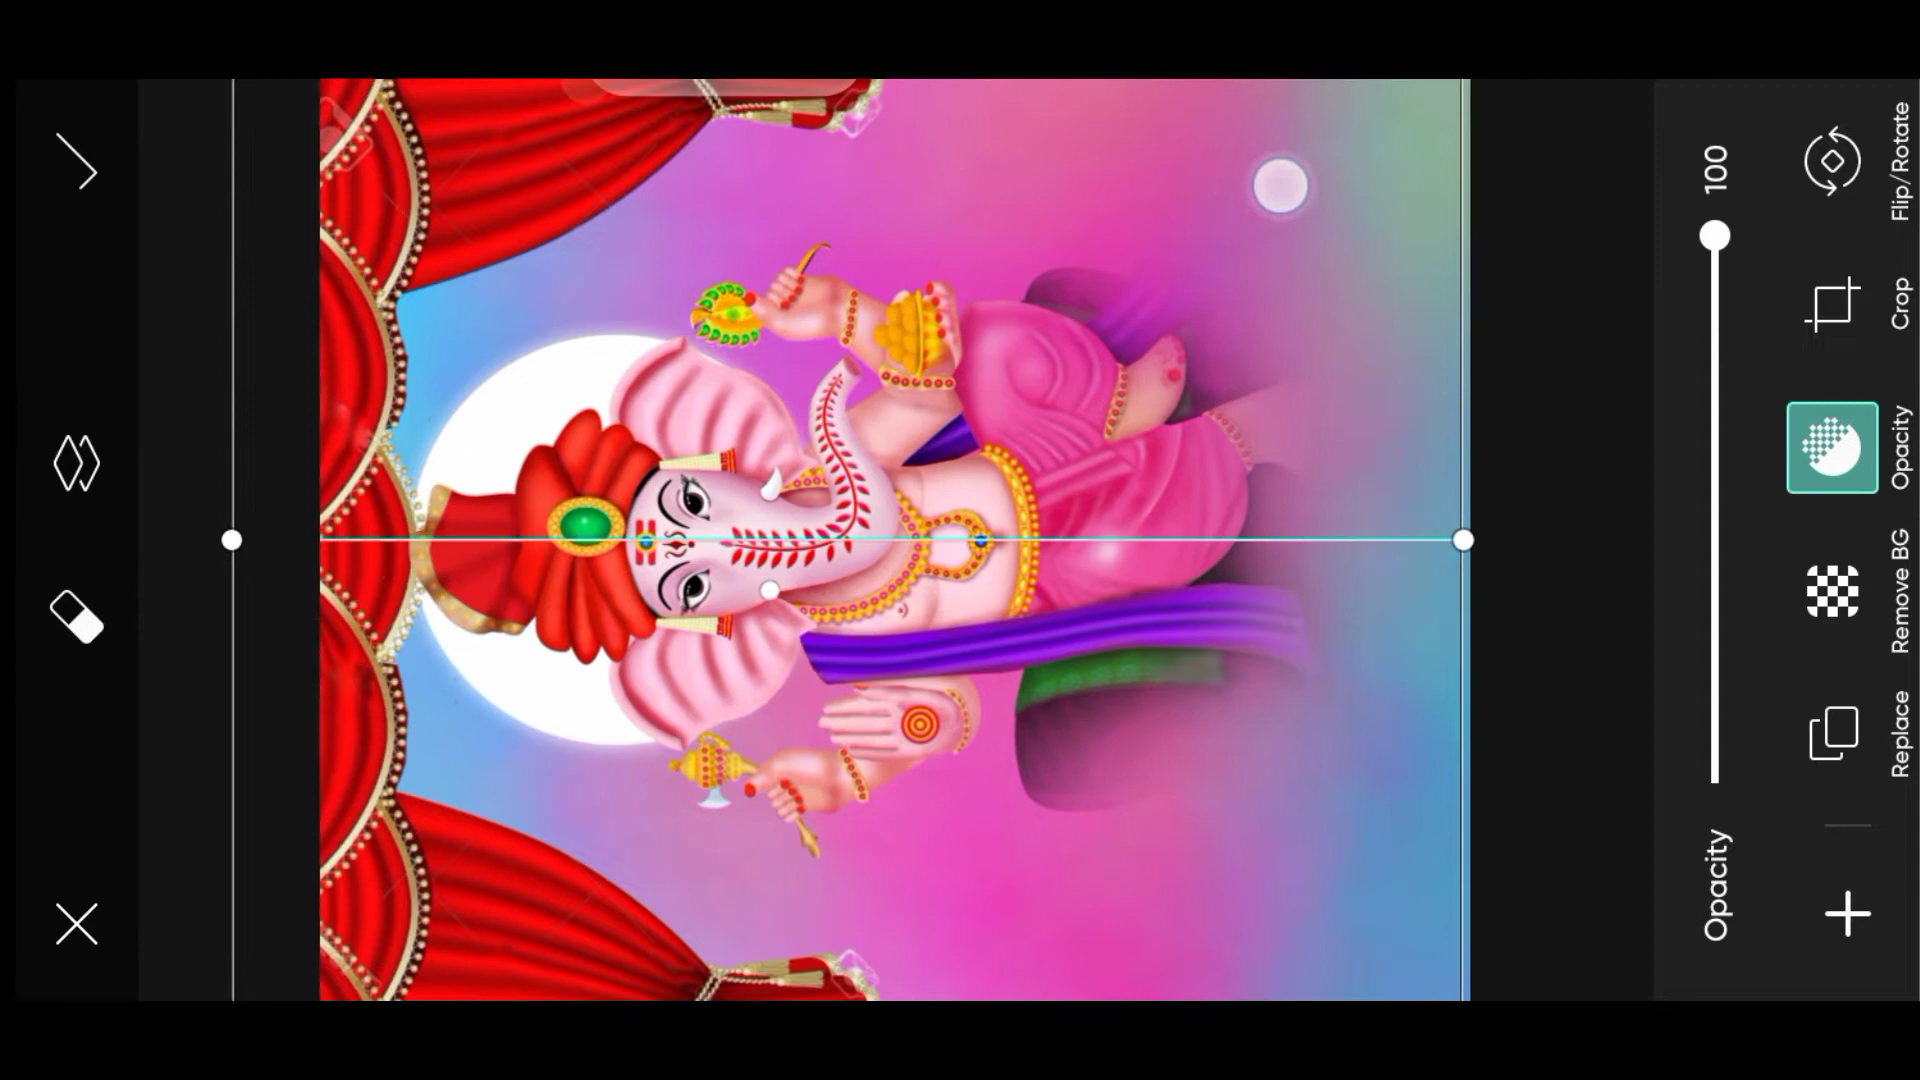 Opacity
100
Replace
Remove BG
Opacity
Crop
Flip/Rotate